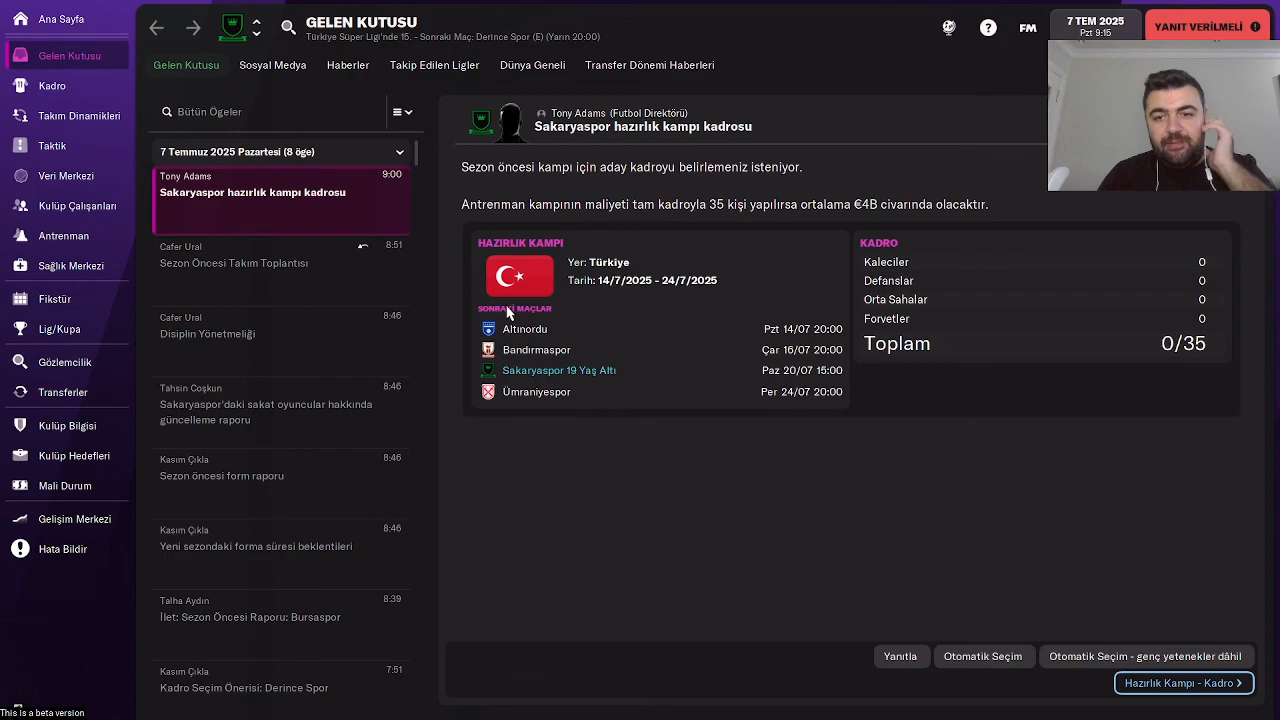 Ana Sayfa
Gelen Kutusu
Kadro
Takım Dinamikleri
Taktik
Veri Merkezi
Kulüp Çalışanları
Antrenman
Sağlık Merkezi
Fikstür
Lig/Kupa
Gözlemcilik
Transferler
Kulüp Bilgisi
Kulüp Hedefleri
Mali Durum
Gelişim Merkezi
Hata Bildir
This is a beta version
GELEN KUTUSU
Türkiye Süper Ligi'nde 15. - Sonraki Maç: Derince Spor (E) (Yarın 20:00)
FM
7 TEM 2025
Pzt 9:15
YANIT VERİLMELİ
Gelen Kutusu Sosyal Medya Haberler Takip Edilen Ligler Dünya Geneli Transfer Dönemi Haberleri
Bütün Ögeler
7 Temmuz 2025 Pazartesi (8 öge)
Tony Adams 9:00
Sakaryaspor hazırlık kampı kadrosu
Cafer Ural 8:51
Sezon Öncesi Takım Toplantısı
Cafer Ural 8:46
Disiplin Yönetmeliği
Tahsin Coşkun 8:46
Sakaryaspor'daki sakat oyuncular hakkında
güncelleme raporu
Kasım Çıkla 8:46
Sezon öncesi form raporu
Kasım Çıkla 8:46
Yeni sezondaki forma süresi beklentileri
Talha Aydın 8:39
İlet: Sezon Öncesi Raporu: Bursaspor
Kasım Çıkla 7:51
Kadro Seçim Önerisi: Derince Spor
Tony Adams (Futbol Direktörü)
Sakaryaspor hazırlık kampı kadrosu
Sezon öncesi kampı için aday kadroyu belirlemeniz isteniyor.
Antrenman kampının maliyeti tam kadroyla 35 kişi yapılırsa ortalama €4B civarında olacaktır.
HAZIRLIK KAMPI
Yer: Türkiye
Tarih: 14/7/2025 - 24/7/2025
SONRAKİ MAÇLAR
Altınordu Pzt 14/07 20:00
Bandırmaspor Çar 16/07 20:00
Sakaryaspor 19 Yaş Altı Paz 20/07 15:00
Ümraniyespor Per 24/07 20:00
KADRO
Kaleciler 0
Defanslar 0
Orta Sahalar 0
Forvetler 0
Toplam 0/35
Yanıtla Otomatik Seçim Otomatik Seçim - genç yetenekler dâhil
Hazırlık Kampı - Kadro